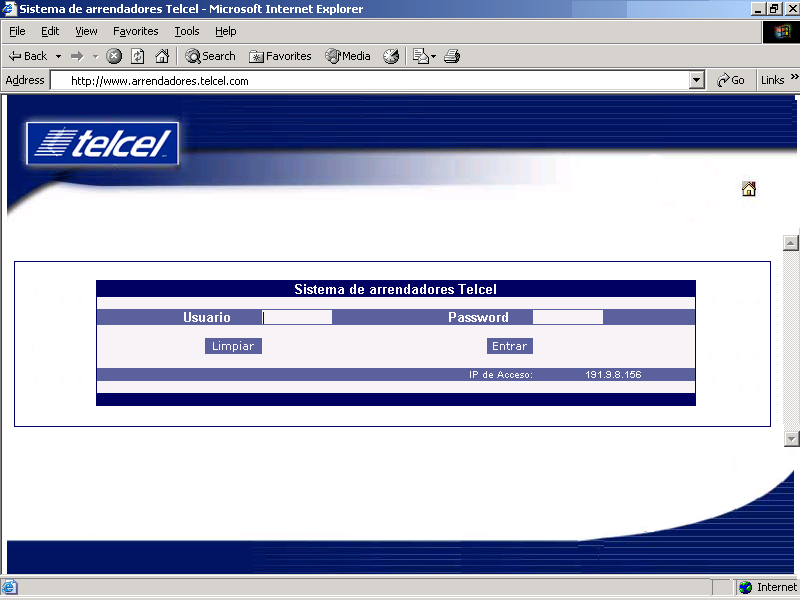 Sistema de arrendadores Telcel - Microsoft Internet Explorer
File Edit View Favorites Tools Help
Back Search Favorites Media
Address http://www.arrendadores.telcel.com Go Links »
telcel
Sistema de arrendadores Telcel
Usuario Password
Limpiar Entrar
IP de Acceso: 191.9.8.156
Internet